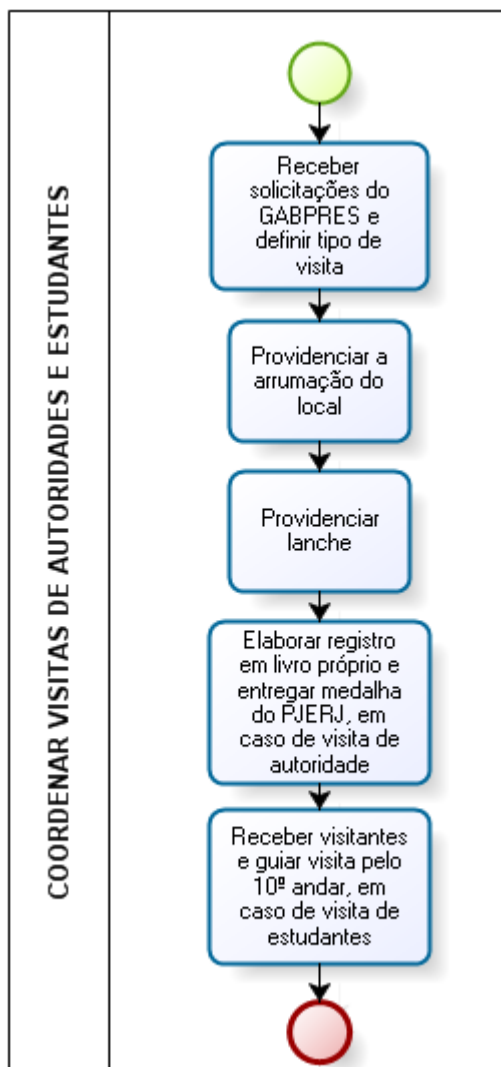 COORDENAR VISITAS DE AUTORIDADES E ESTUDANTES
Receber
solicitações do
GABPRES e
definir tipo de
visita
Providenciar a
arrumação do
local
Providenciar
lanche
Elaborar registro
em livro próprio e
entregar medalha
do PJERJ, em
caso de visita de
autoridade
Receber visitantes
e guiar visita pelo
10º andar, em
caso de visita de
estudantes